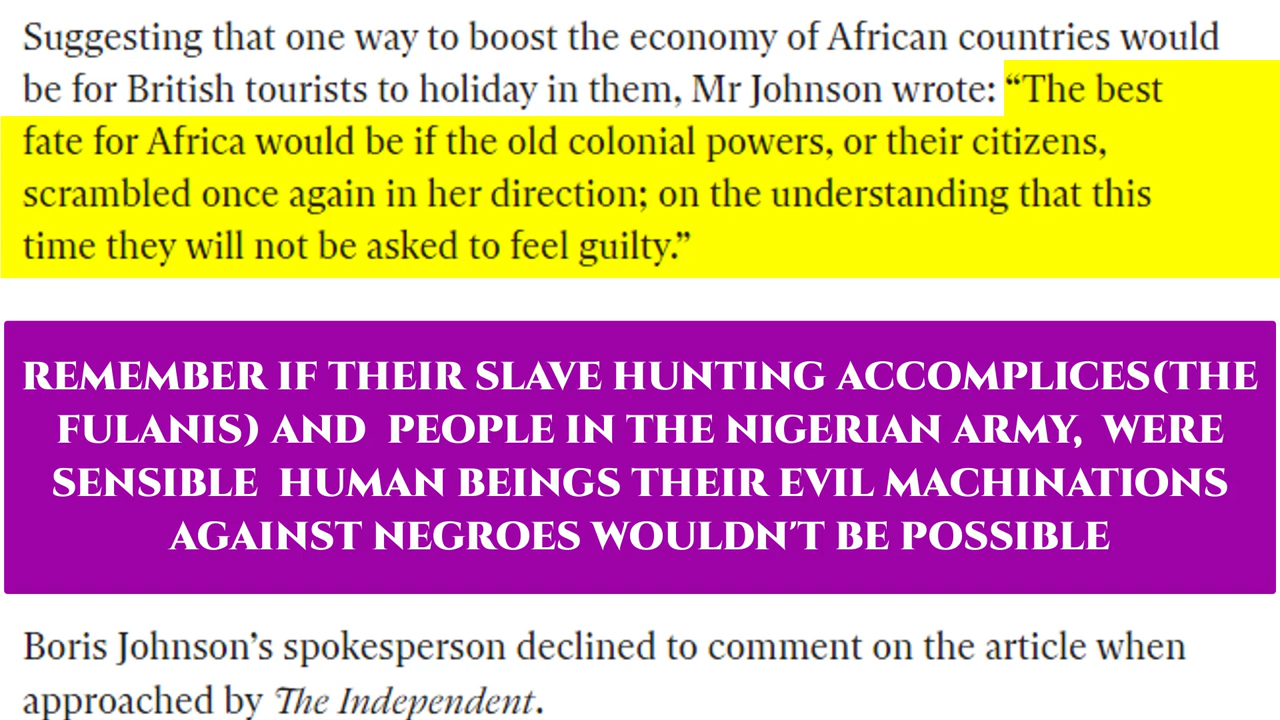 Suggesting that one way to boost the economy of African countries would
be for British tourists to holiday in them, Mr Johnson wrote: “The best
fate for Africa would be if the old colonial powers, or their citizens,
scrambled once again in her direction; on the understanding that this
time they will not be asked to feel guilty.”
REMEMBER IF THEIR SLAVE HUNTING ACCOMPLICES(THE
FULANIS) AND PEOPLE IN THE NIGERIAN ARMY, WERE
SENSIBLE HUMAN BEINGS THEIR EVIL MACHINATIONS
AGAINST NEGROES WOULDN'T BE POSSIBLE
Boris Johnson’s spokesperson declined to comment on the article when
approached by The Independent.